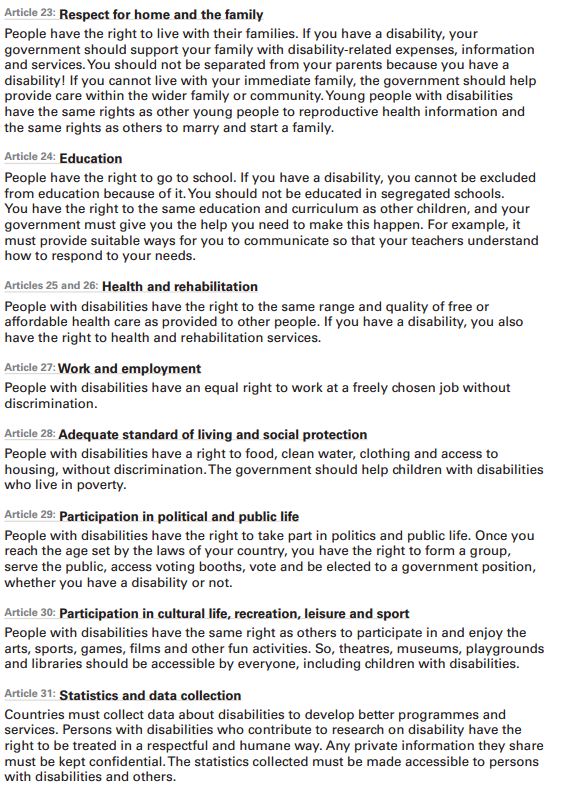 Article 23: Respect for home and the family
People have the right to live with their families. If you have a disability, your
government should support your family with disability-related expenses, information
and services. You should not be separated from your parents because you have a
disability! If you cannot live with your immediate family, the government should help
provide care within the wider family or community. Young people with disabilities
have the same rights as other young people to reproductive health information and
the same rights as others to marry and start a family.
Article 24: Education
People have the right to go to school. If you have a disability, you cannot be excluded
from education because of it. You should not be educated in segregated schools.
You have the right to the same education and curriculum as other children, and your
government must give you the help you need to make this happen. For example, it
must provide suitable ways for you to communicate so that your teachers understand
how to respond to your needs.
Articles 25 and 26: Health and rehabilitation
People with disabilities have the right to the same range and quality of free or
affordable health care as provided to other people. If you have a disability, you also
have the right to health and rehabilitation services.
Article 27: Work and employment
People with disabilities have an equal right to work at a freely chosen job without
discrimination.
Article 28: Adequate standard of living and social protection
People with disabilities have a right to food, clean water, clothing and access to
housing, without discrimination. The government should help children with disabilities
who live in poverty.
Article 29: Participation in political and public life
People with disabilities have the right to take part in politics and public life. Once you
reach the age set by the laws of your country, you have the right to form a group,
serve the public, access voting booths, vote and be elected to a government position,
whether you have a disability or not.
Article 30: Participation in cultural life, recreation, leisure and sport
People with disabilities have the same right as others to participate in and enjoy the
arts, sports, games, films and other fun activities. So, theatres, museums, playgrounds
and libraries should be accessible by everyone, including children with disabilities.
Article 31: Statistics and data collection
Countries must collect data about disabilities to develop better programmes and
services. Persons with disabilities who contribute to research on disability have the
right to be treated in a respectful and humane way. Any private information they share
must be kept confidential. The statistics collected must be made accessible to persons
with disabilities and others.